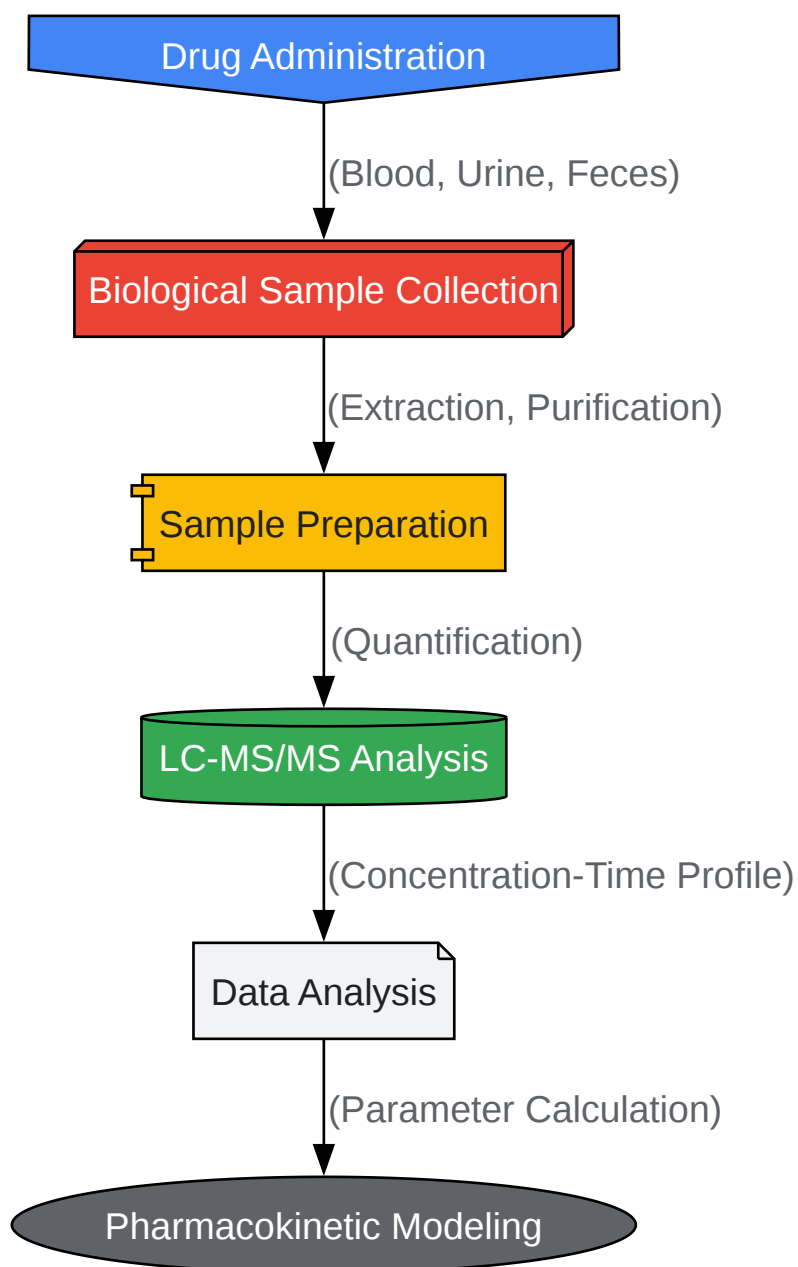 Drug Administration
(Blood, Urine, Feces)
Biological Sample Collection
(Extraction, Purification)
Sample Preparation
(Quantification)
LC-MS/MS Analysis
(Concentration-Time Profile)
Data Analysis
(Parameter Calculation)
Pharmacokinetic Modeling